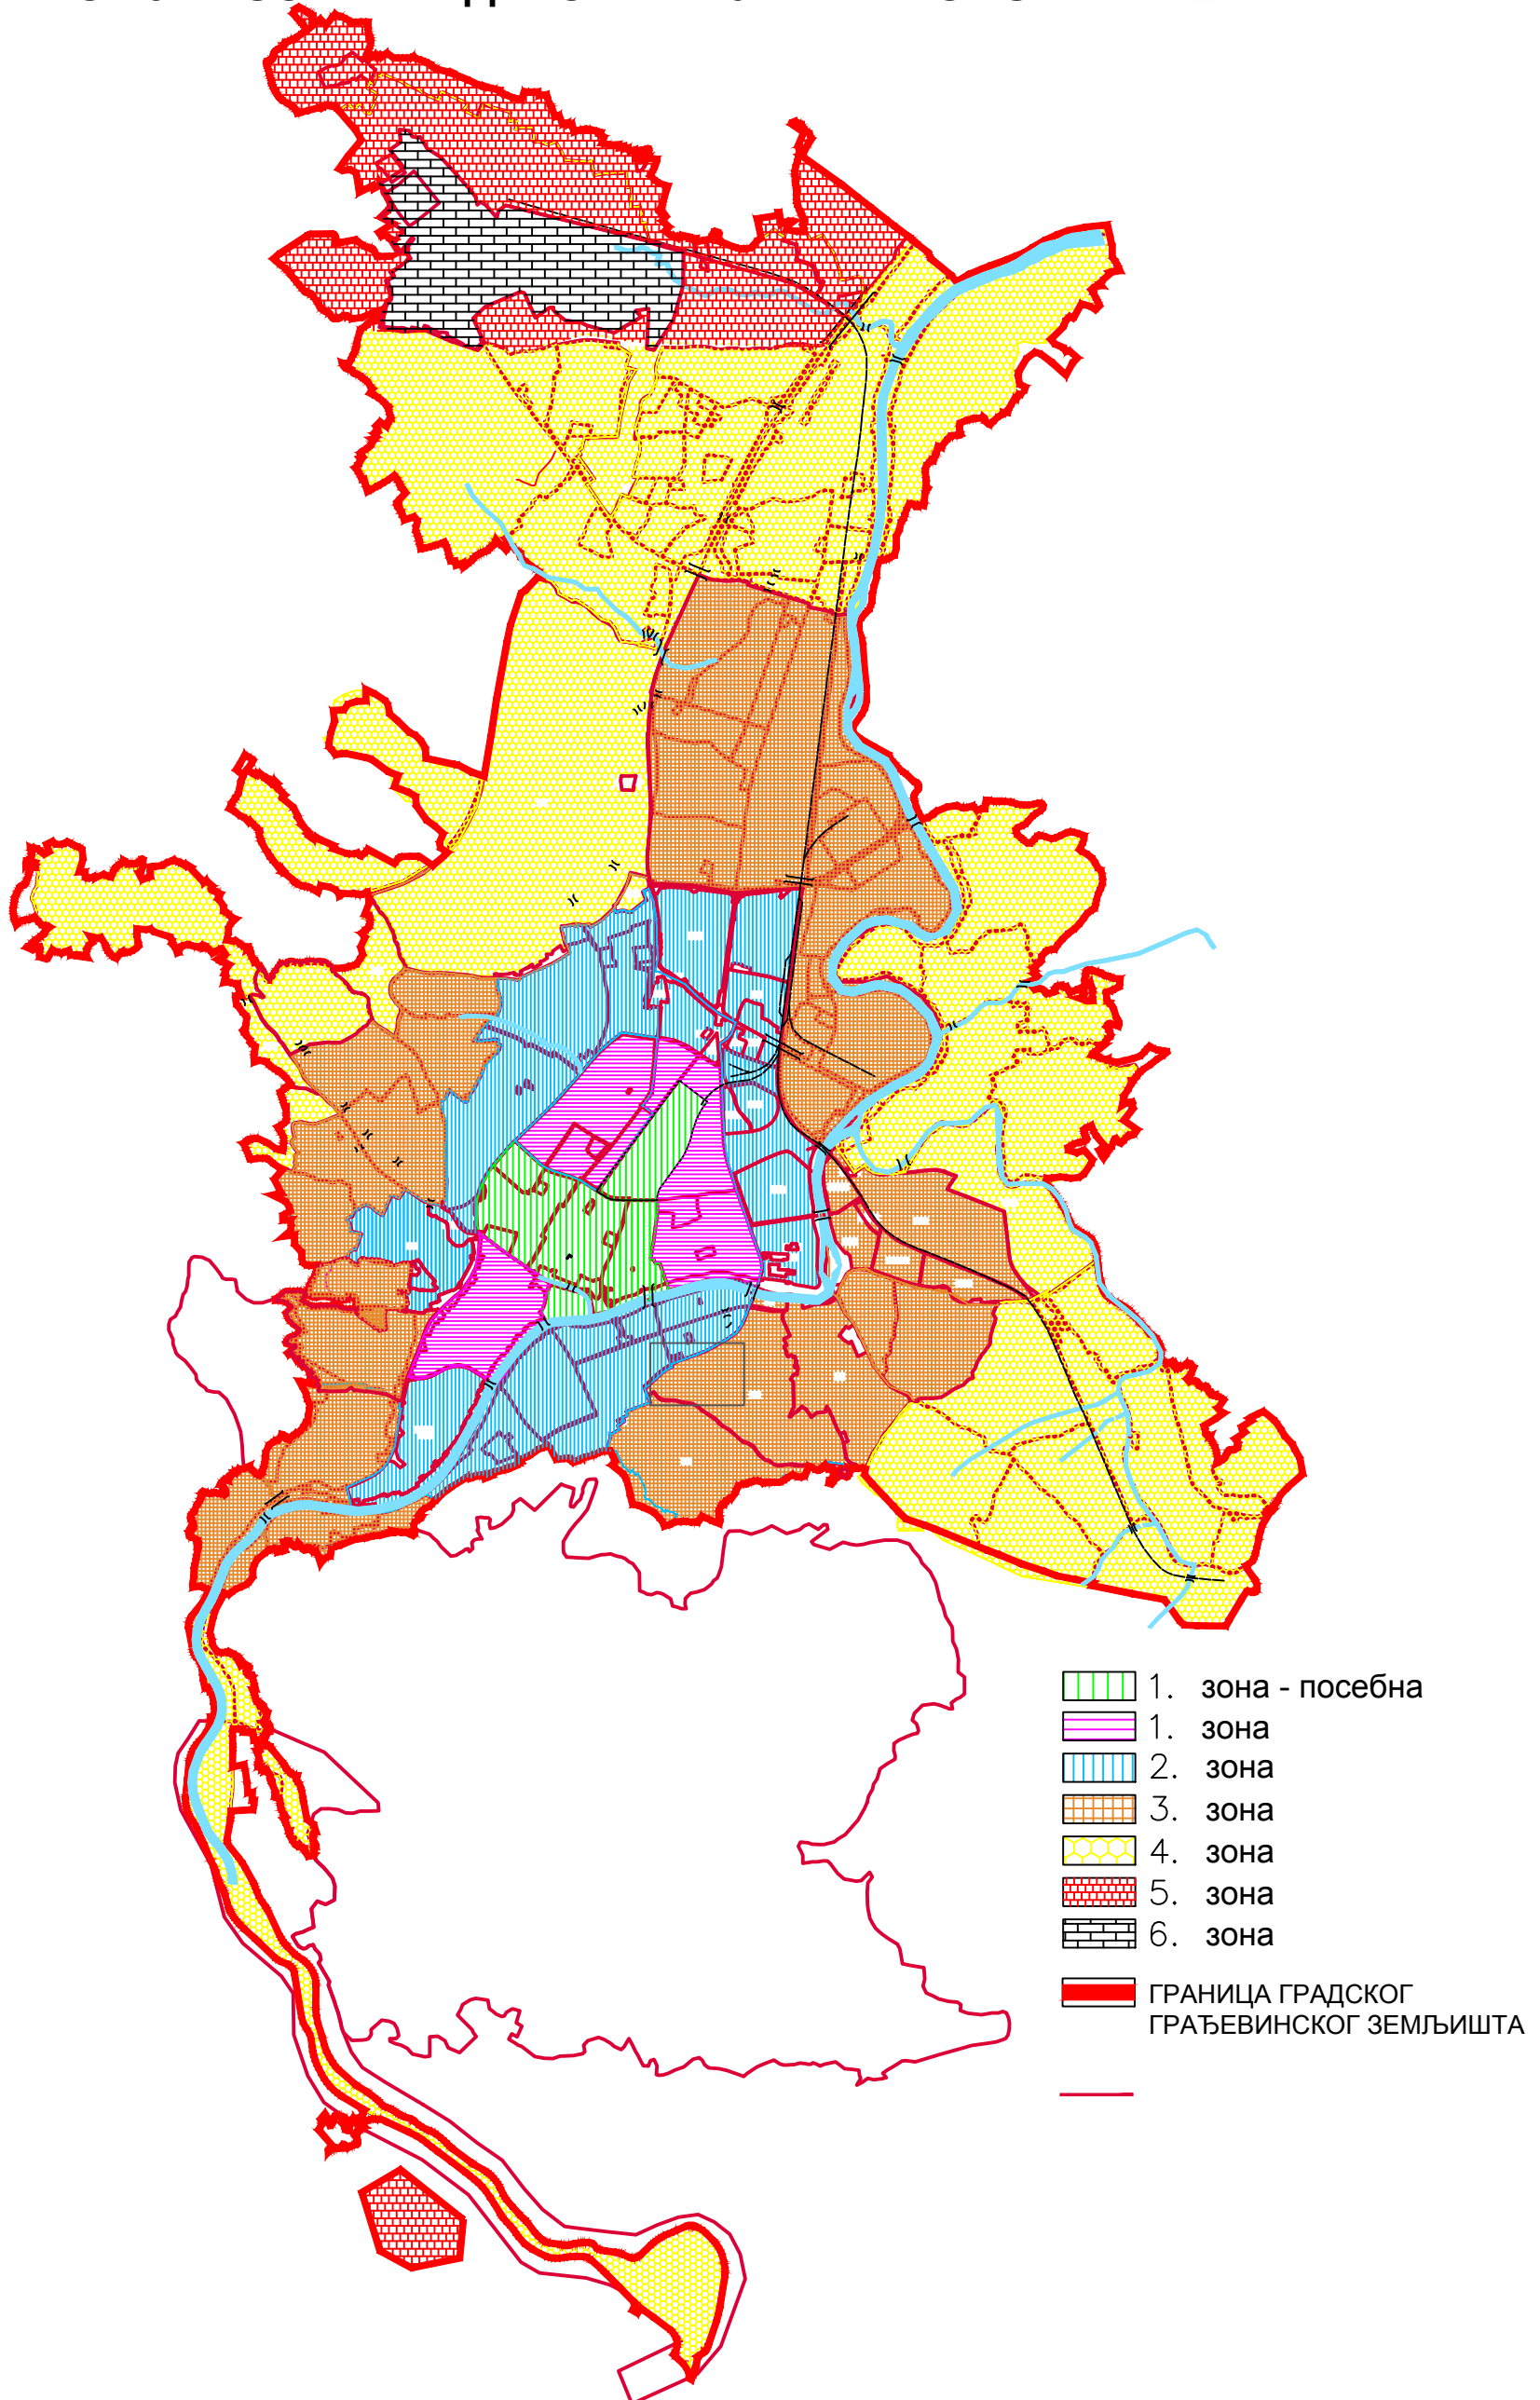 1. зона - посебна
1. зона
2. зона
3. зона
4. зона
5. зона
6. зона
ГРАНИЦА ГРАДСКОГ
ГРАЂЕВИНСКОГ ЗЕМЉИШТА